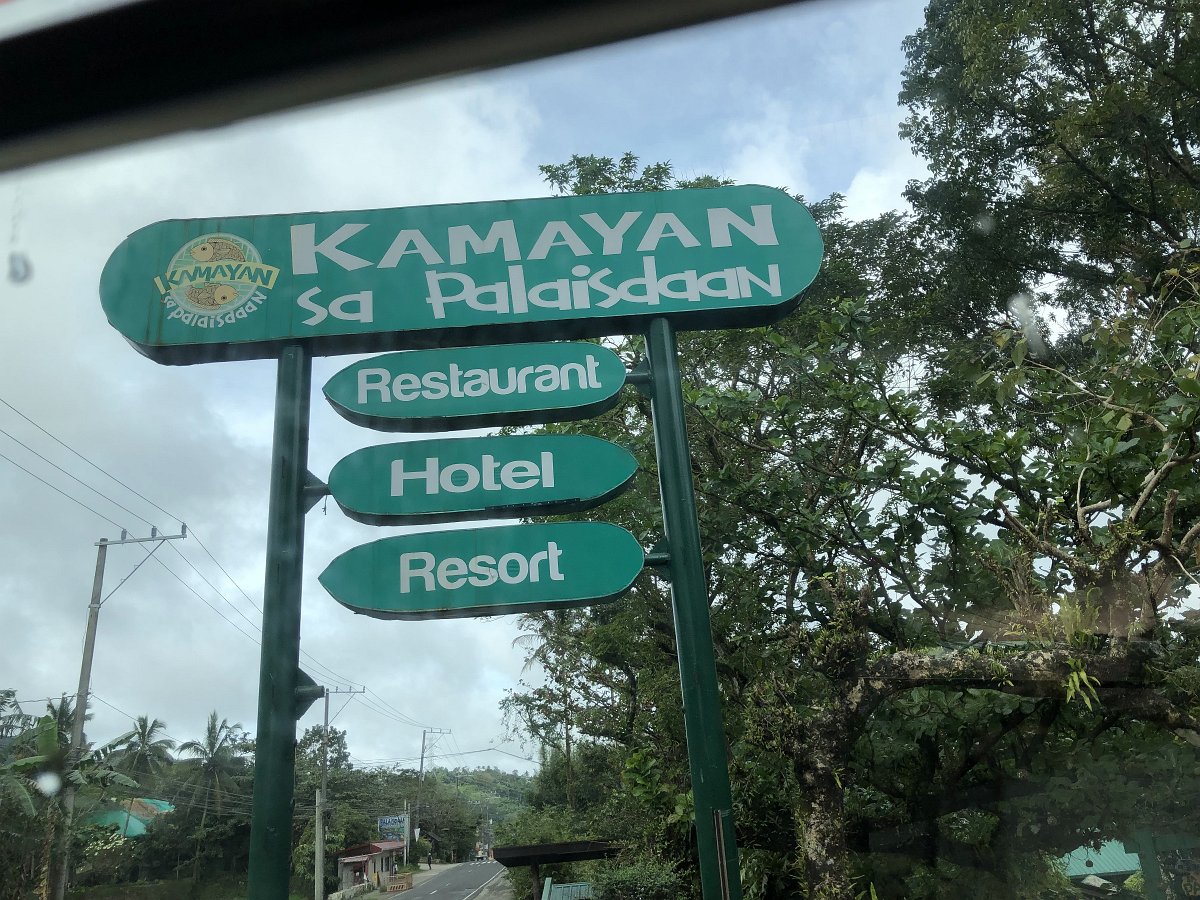 KAMAYAN
sa palaisdaan
KAMAYAN
sa Palaisdaan
Restaurant
Hotel
Resort